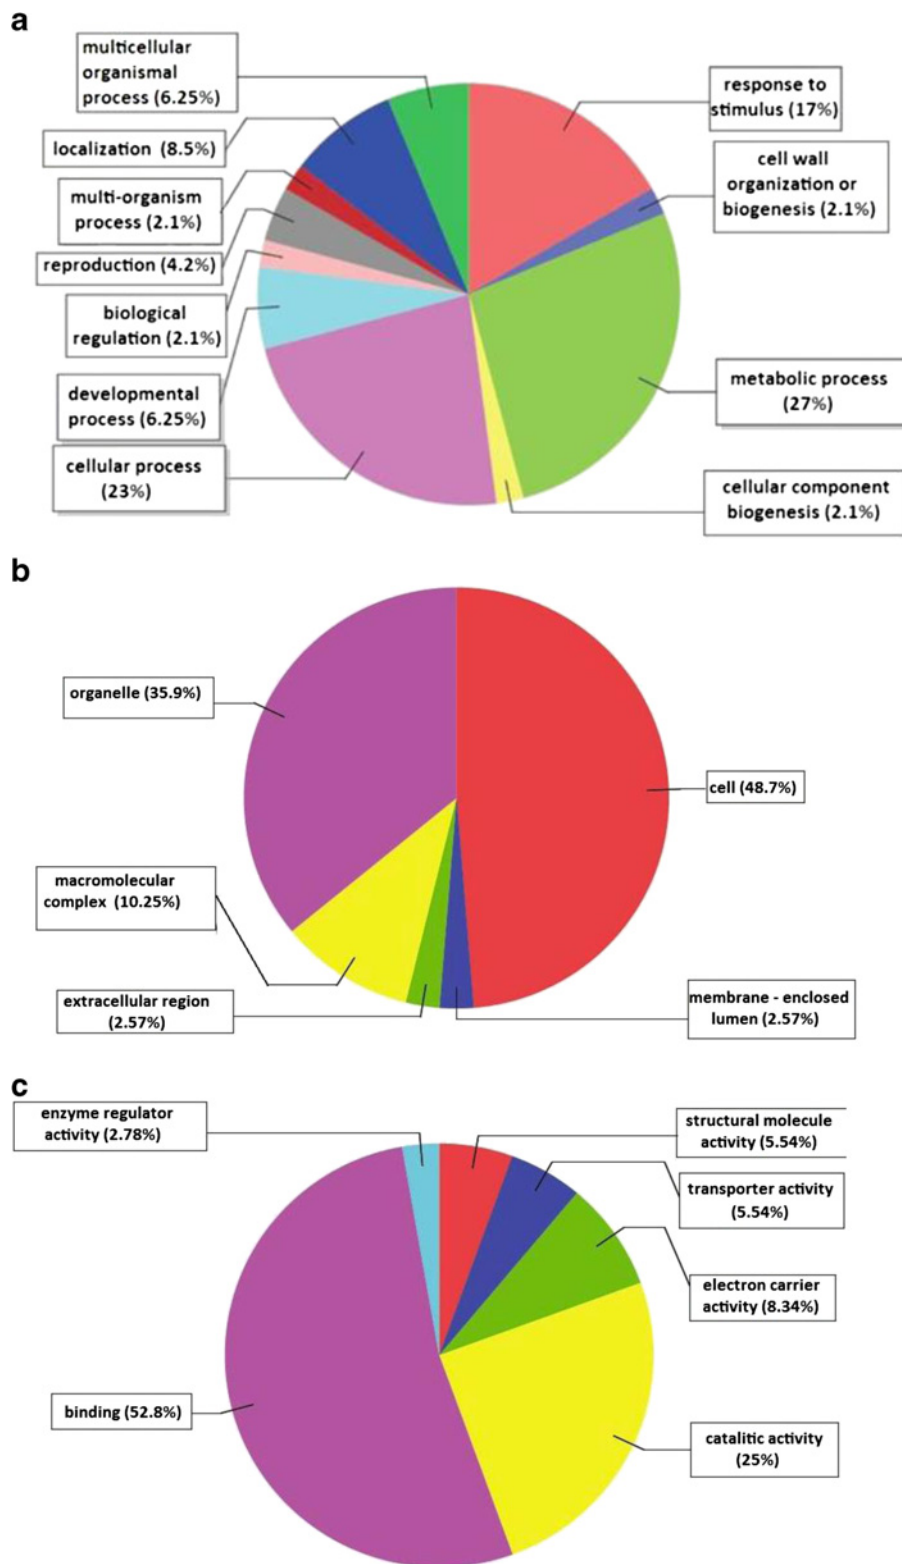 a
multicellular
organismal
process (6.25%)
response to
stimulus (17%)
localization (8.5%)
cell wall
organization or
biogenesis (2.1%)
multi-organism
process (2.1%)
reproduction (4.2%)
biological
regulation (2.1%)
developmental
process (6.25%)
metabolic process
(27%)
cellular process
(23%)
cellular component
biogenesis (2.1%)
b
organelle (35.9%)
cell (48.7%)
macromolecular
complex (10.25%)
extracellular region
(2.57%)
membrane - enclosed
lumen (2.57%)
c
enzyme regulator
activity (2.78%)
structural molecule
activity (5.54%)
transporter activity
(5.54%)
electron carrier
activity (8.34%)
binding (52.8%)
catalitic activity
(25%)